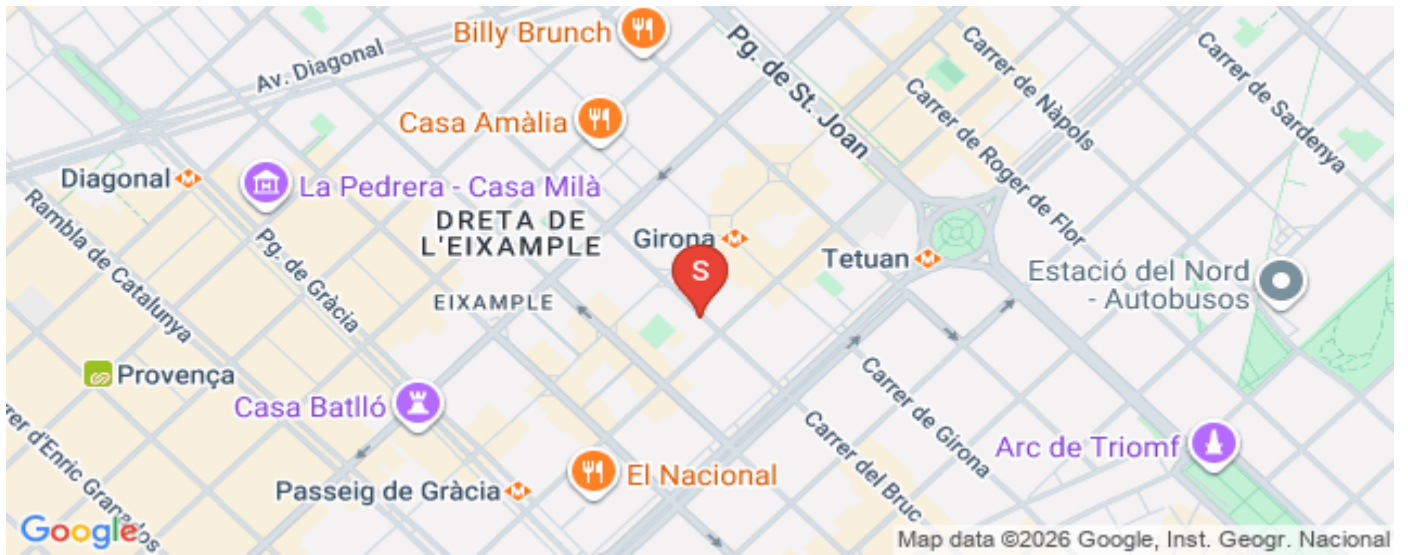 Billy Brunch
Av. Diagonal
Pg. de St. Joan
Carrer de Nàpols
Carrer de Sardenya
Casa Amàlia
Carrer de Roger de Flor
Diagonal
La Pedrera - Casa Milà
Rambla de Catalunya
DRETA DE
L'EIXAMPLE
Girona
Tetuan
Pg. de Gràcia
S
Estació del Nord
- Autobusos
EIXAMPLE
Provença
Casa Batlló
Carrer de Girona
Carrer del Bruc
Arc de Triomf
El Nacional
Passeig de Gràcia
rer d'Enric Granados
Google
Map data ©2026 Google, Inst. Geogr. Nacional